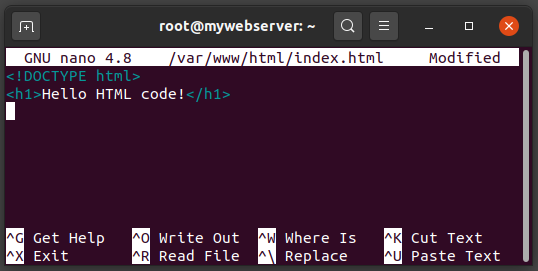 root@mywebserver: ~
GNU nano 4.8 /var/www/html/index.html Modified
<!DOCTYPE html>
<h1>Hello HTML code!</h1>
^G Get Help ^O Write Out ^W Where Is ^K Cut Text
^X Exit ^R Read File ^\ Replace ^U Paste Text